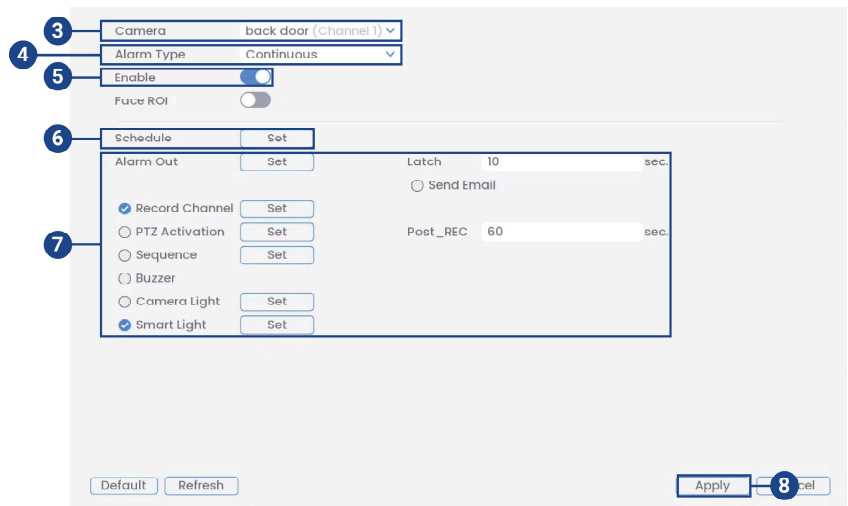 3 Camera back door (Channel 1)
4 Alarm Type Continuous
5 Enable
Face ROI
6 Schedule Set
Alarm Out Set Latch 10 sec.
Send Email
Record Channel Set
7 PTZ Activation Set Post_REC 60 sec.
Sequence Set
Buzzer
Camera Light Set
Smart Light Set
Default Refresh Apply 8 cel